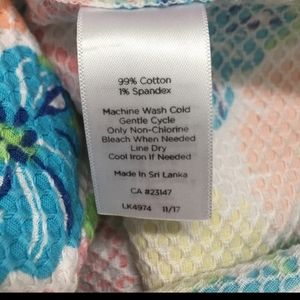 99% Cotton
1% Spandex
Machine Wash Cold
Gentle Cycle
Only Non-Chlorine
Bleach When Needed
Line Dry
Cool Iron If Needed
Made In Sri Lanka
CA #23147
LK4974 11/17